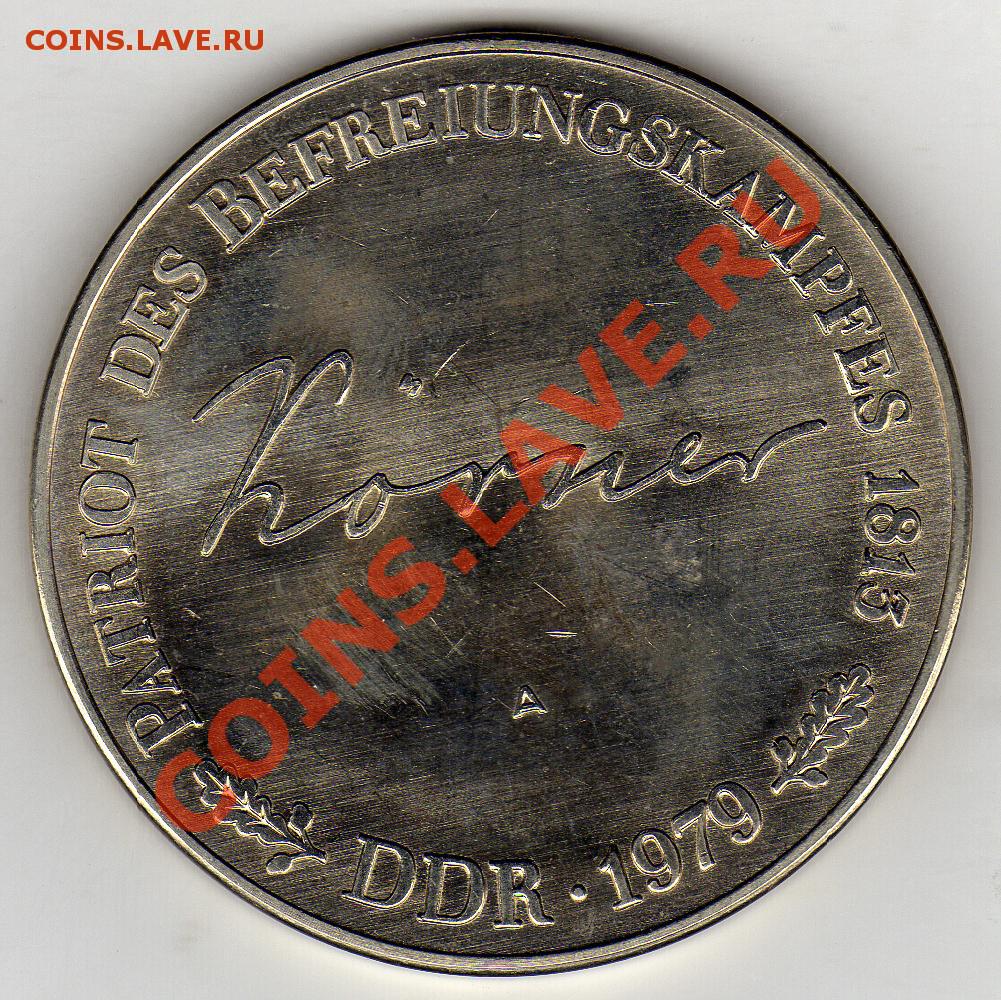 COINS.LAVE.RU
PATRIOT DES BEFREIUNGSKAMPFES 1813
Körner
COINS.LAVE.RU
A
DDR · 1979